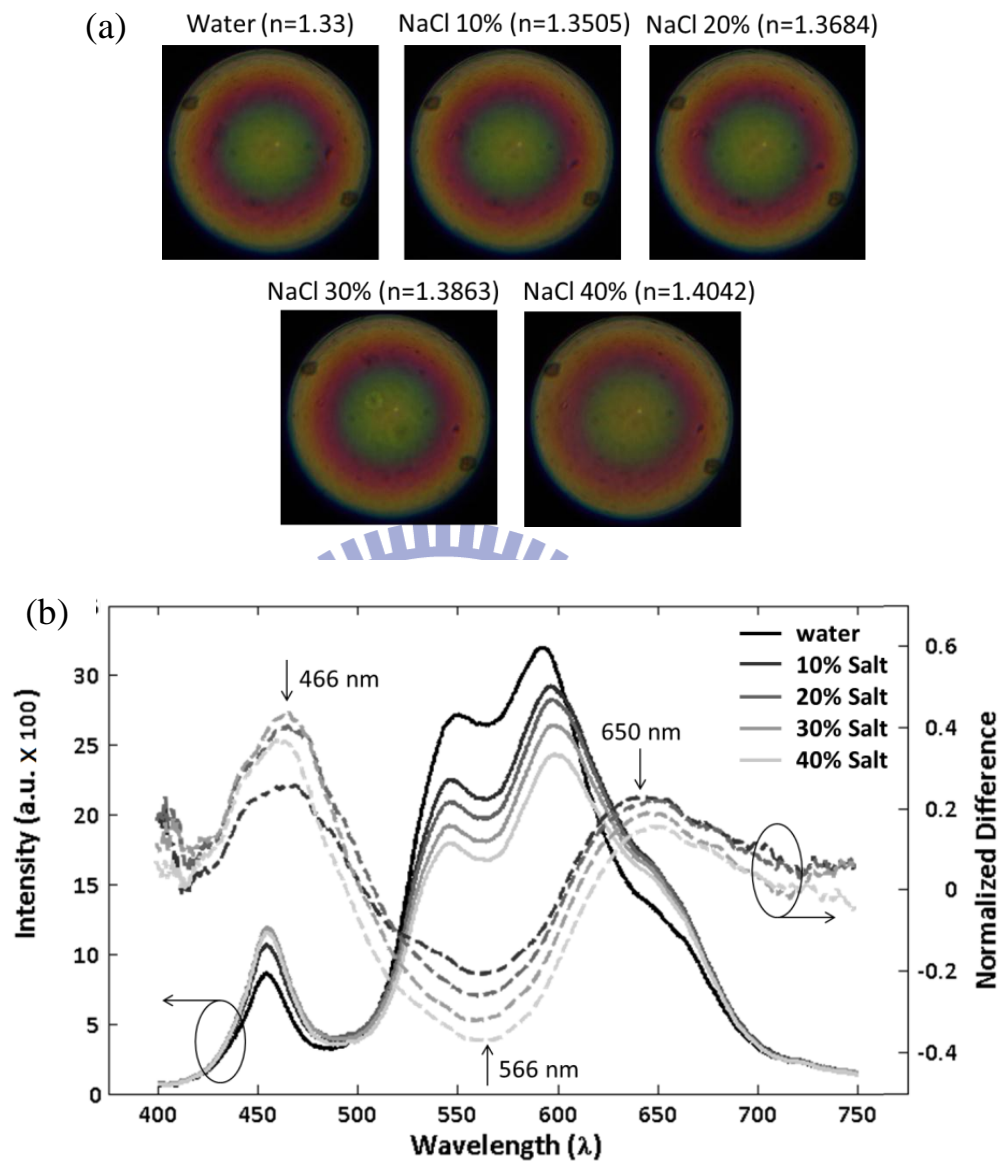 (a)
Water (n=1.33)
NaCl 10% (n=1.3505)
NaCl 20% (n=1.3684)
NaCl 30% (n=1.3863)
NaCl 40% (n=1.4042)
(b)
466 nm
650 nm
566 nm
water
10% Salt
20% Salt
30% Salt
40% Salt
Intensity (a.u. x 100)
30
25
20
15
10
5
0
Normalized Difference
0.6
0.4
0.2
0
-0.2
-0.4
400 450 500 550 600 650 700 750
Wavelength (λ)